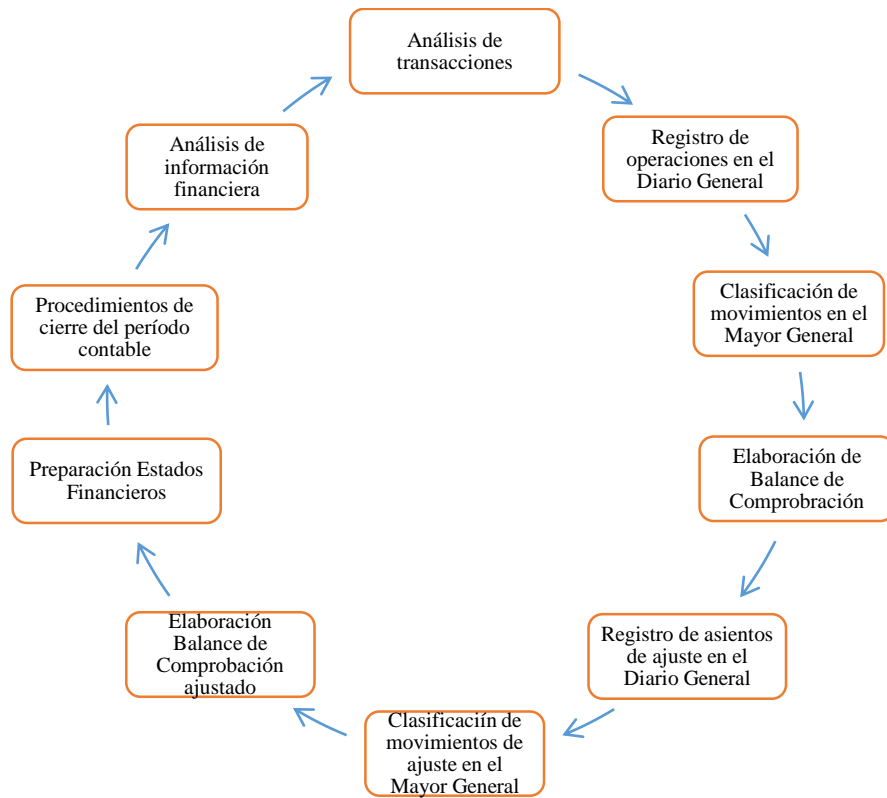 Análisis de
transacciones
Registro de
operaciones en el
Diario General
Clasificación de
movimientos en el
Mayor General
Elaboración de
Balance de
Comprobración
Registro de asientos
de ajuste en el
Diario General
Clasificaciín de
movimientos de
ajuste en el
Mayor General
Elaboración
Balance de
Comprobación
ajustado
Preparación Estados
Financieros
Procedimientos de
cierre del período
contable
Análisis de
información
financiera